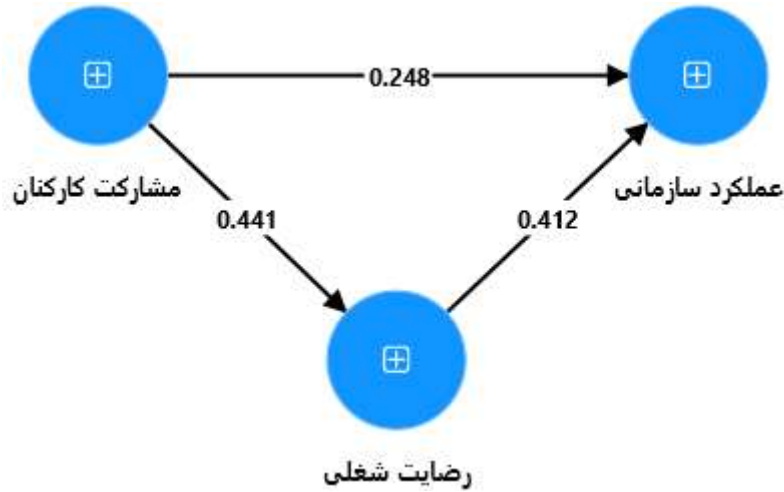 0.248
مشارکت کارکنان
عملکرد سازمانی
0.441
0.412
رضایت شغلی